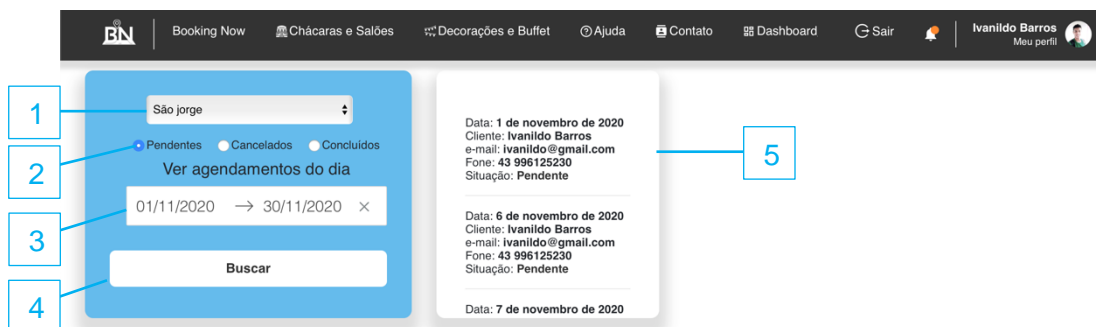 BN
Booking Now
Chácaras e Salões
Decorações e Buffet
Ajuda
Contato
Dashboard
Sair
Ivanildo Barros
Meu perfil
1
São jorge
2
Pendentes
Cancelados
Concluídos
Ver agendamentos do dia
3
01/11/2020 → 30/11/2020 ×
4
Buscar
Data: 1 de novembro de 2020
Cliente: Ivanildo Barros
e-mail: ivanildo@gmail.com
Fone: 43 996125230
Situação: Pendente
5
Data: 6 de novembro de 2020
Cliente: Ivanildo Barros
e-mail: ivanildo@gmail.com
Fone: 43 996125230
Situação: Pendente
Data: 7 de novembro de 2020